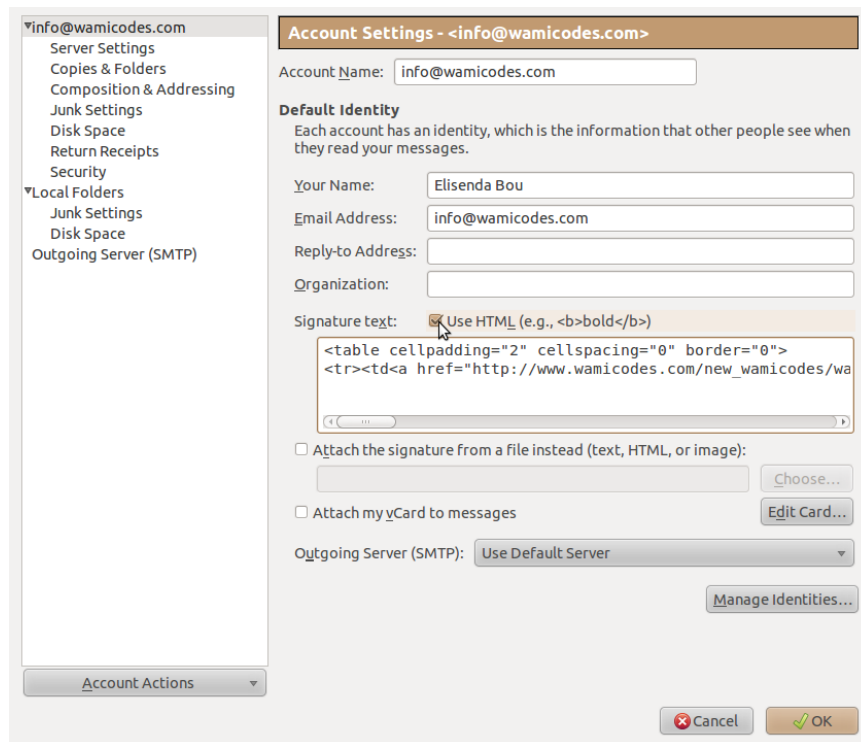 info@wamicodes.com
Server Settings
Copies & Folders
Composition & Addressing
Junk Settings
Disk Space
Return Receipts
Security
Local Folders
Junk Settings
Disk Space
Outgoing Server (SMTP)
Account Actions
Account Settings - <info@wamicodes.com>
Account Name: info@wamicodes.com
Default Identity
Each account has an identity, which is the information that other people see when
they read your messages.
Your Name: Elisenda Bou
Email Address: info@wamicodes.com
Reply-to Address:
Organization:
Signature text: Use HTML (e.g., <b>bold</b>)
<table cellpadding="2" cellspacing="0" border="0">
<tr><td<a href="http://www.wamicodes.com/new_wamicodes/wa
Attach the signature from a file instead (text, HTML, or image):
Choose...
Attach my vCard to messages
Edit Card...
Outgoing Server (SMTP): Use Default Server
Manage Identities...
Cancel
OK